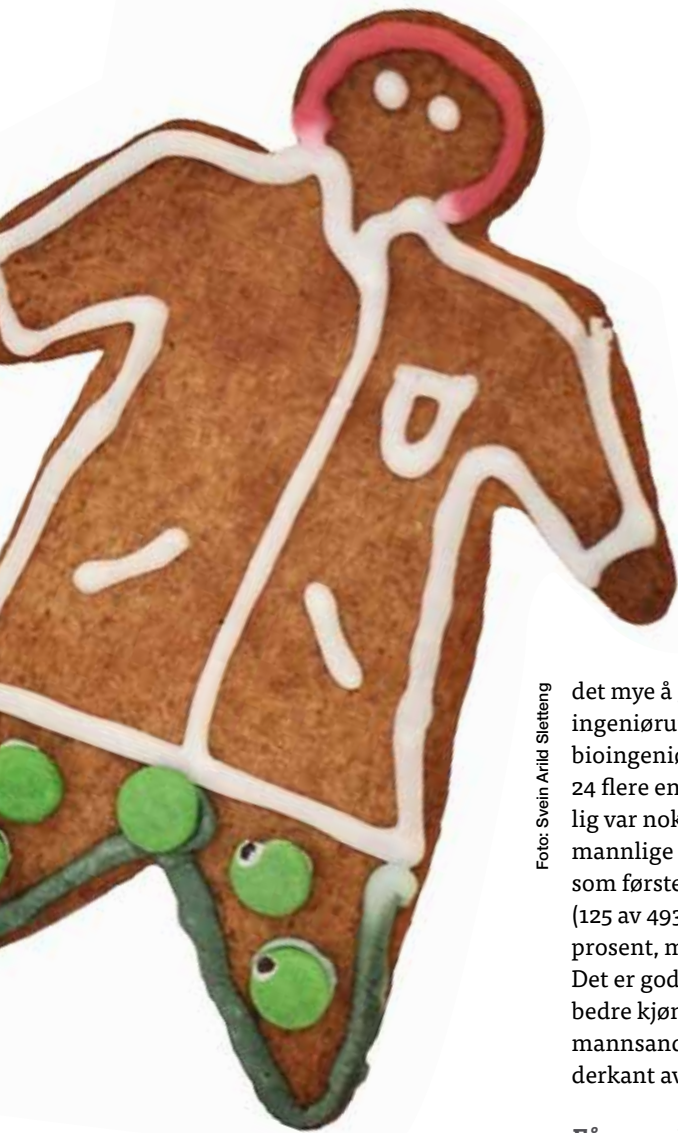 Foto: Svein Arild Sletteng
det mye å
ingeniøru
bioingeniø
24 flere en
lig var nok
mannlige
som første
(125 av 493
prosent, m
Det er god
bedre kjør
mannsand
derkant av